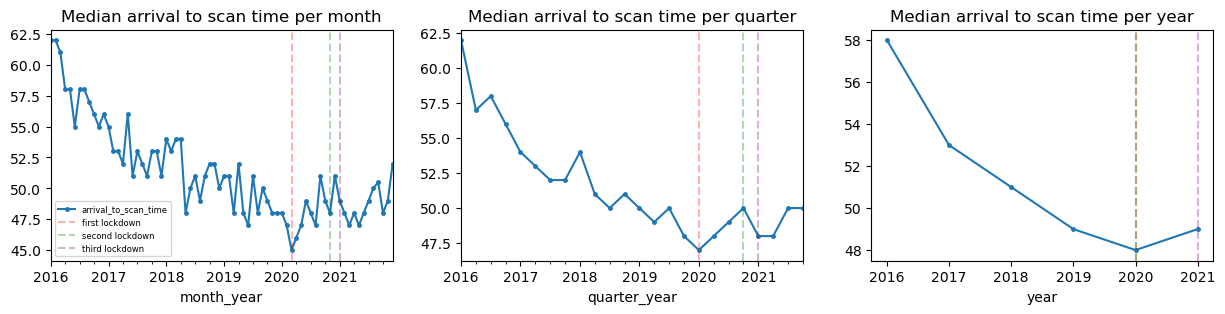 Median arrival to scan time per month
62.5
60.0
57.5
55.0
52.5
50.0
47.5
45.0
arrival_to_scan_time
first lockdown
second lockdown
third lockdown
2016 2017 2018 2019 2020 2021
month_year
Median arrival to scan time per quarter
62.5
60.0
57.5
55.0
52.5
50.0
47.5
2016 2017 2018 2019 2020 2021
quarter_year
Median arrival to scan time per year
58
56
54
52
50
48
2016 2017 2018 2019 2020 2021
year